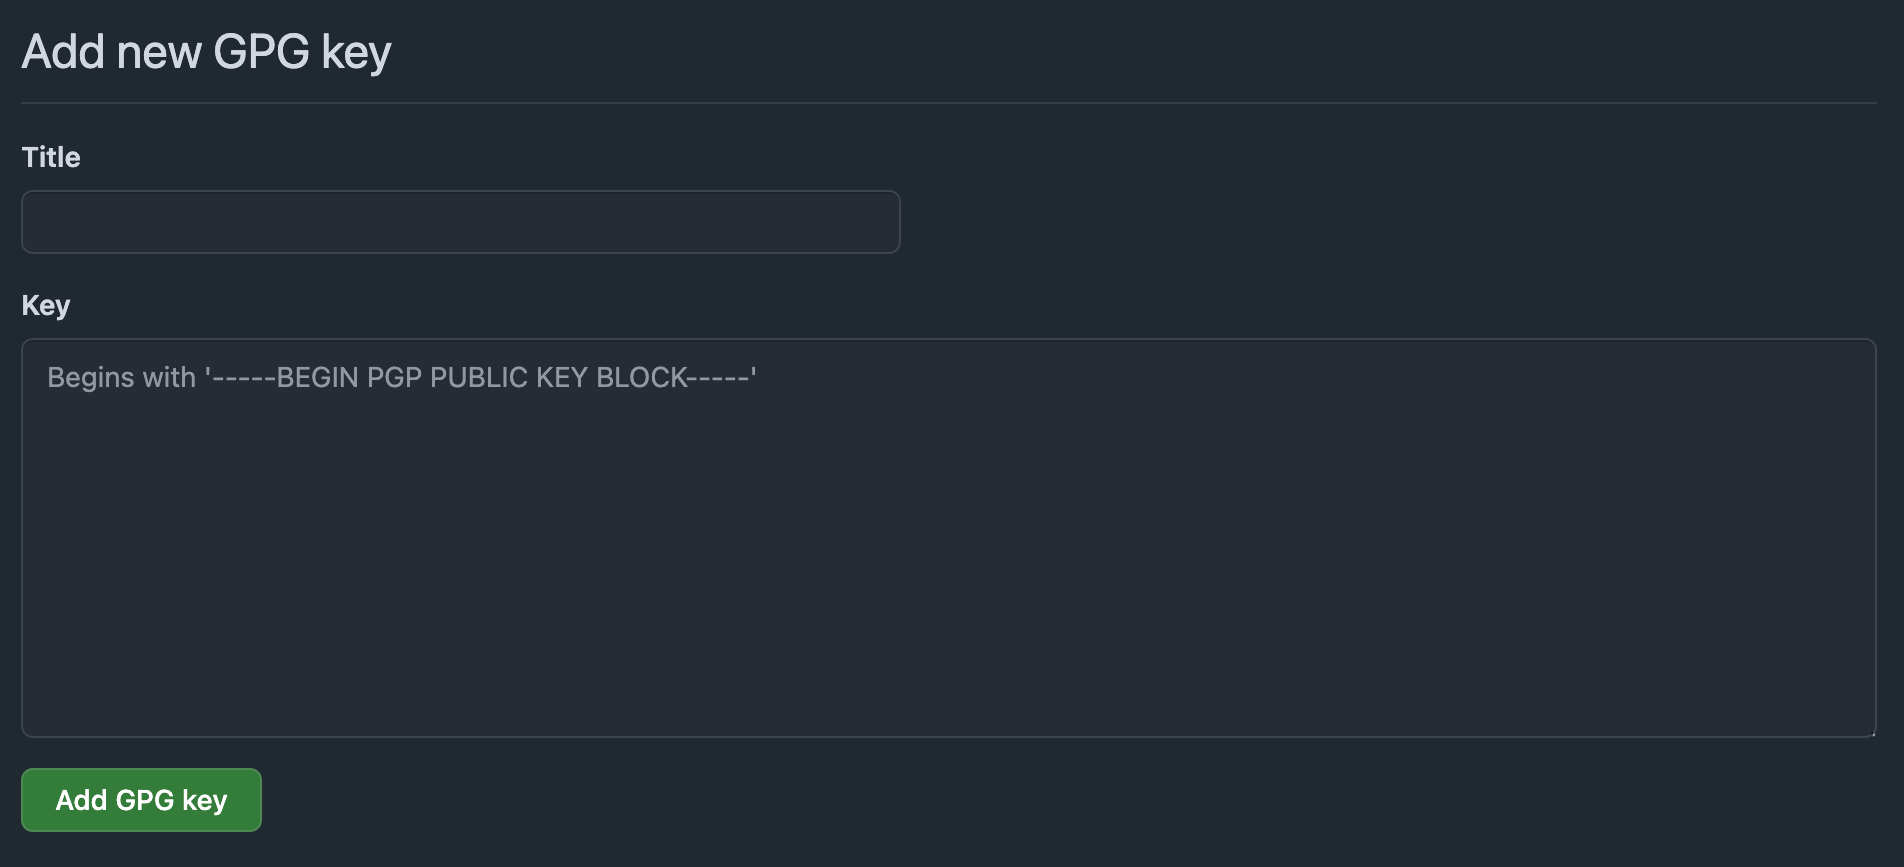 Add new GPG key
Title
Key
Begins with '-----BEGIN PGP PUBLIC KEY BLOCK-----'
Add GPG key